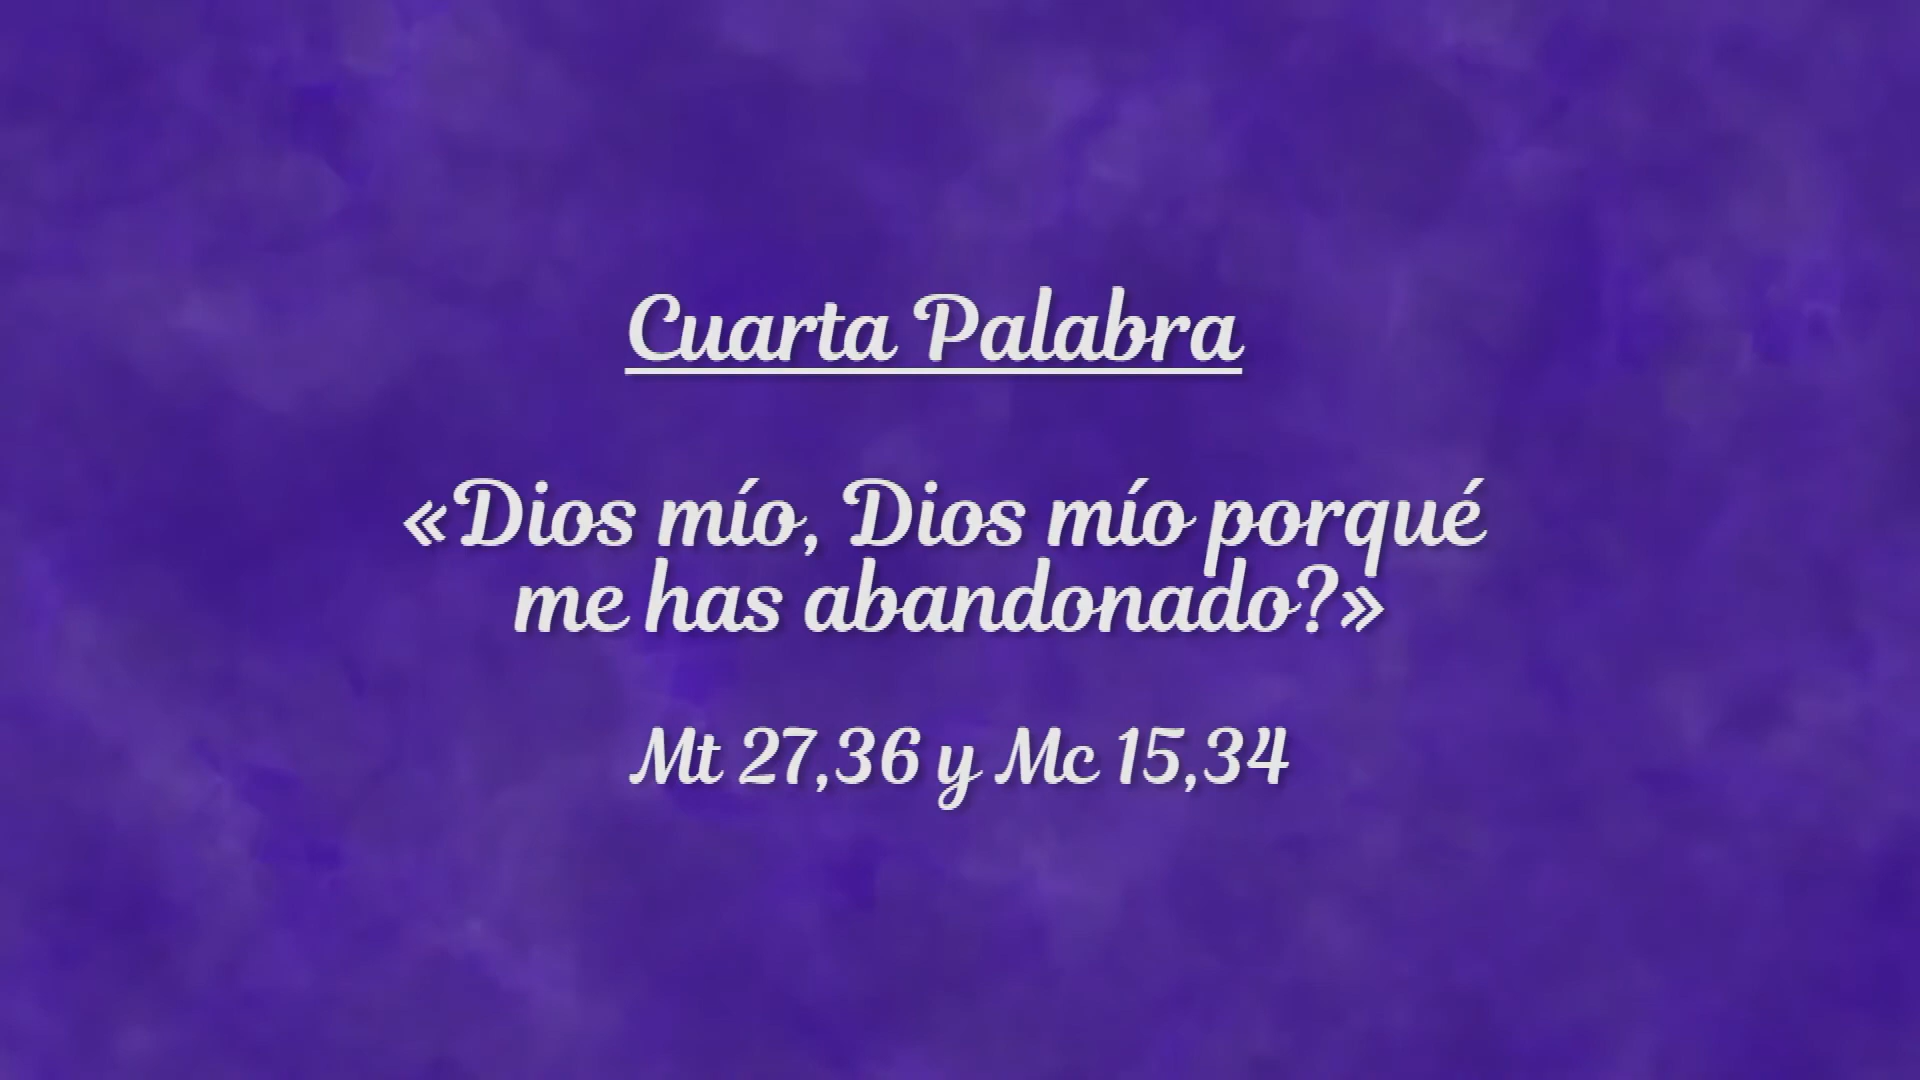 Cuarta Palabra
«Dios mío, Dios mío porqué
me has abandonado?»
Mt 27,36 y Mc 15,34